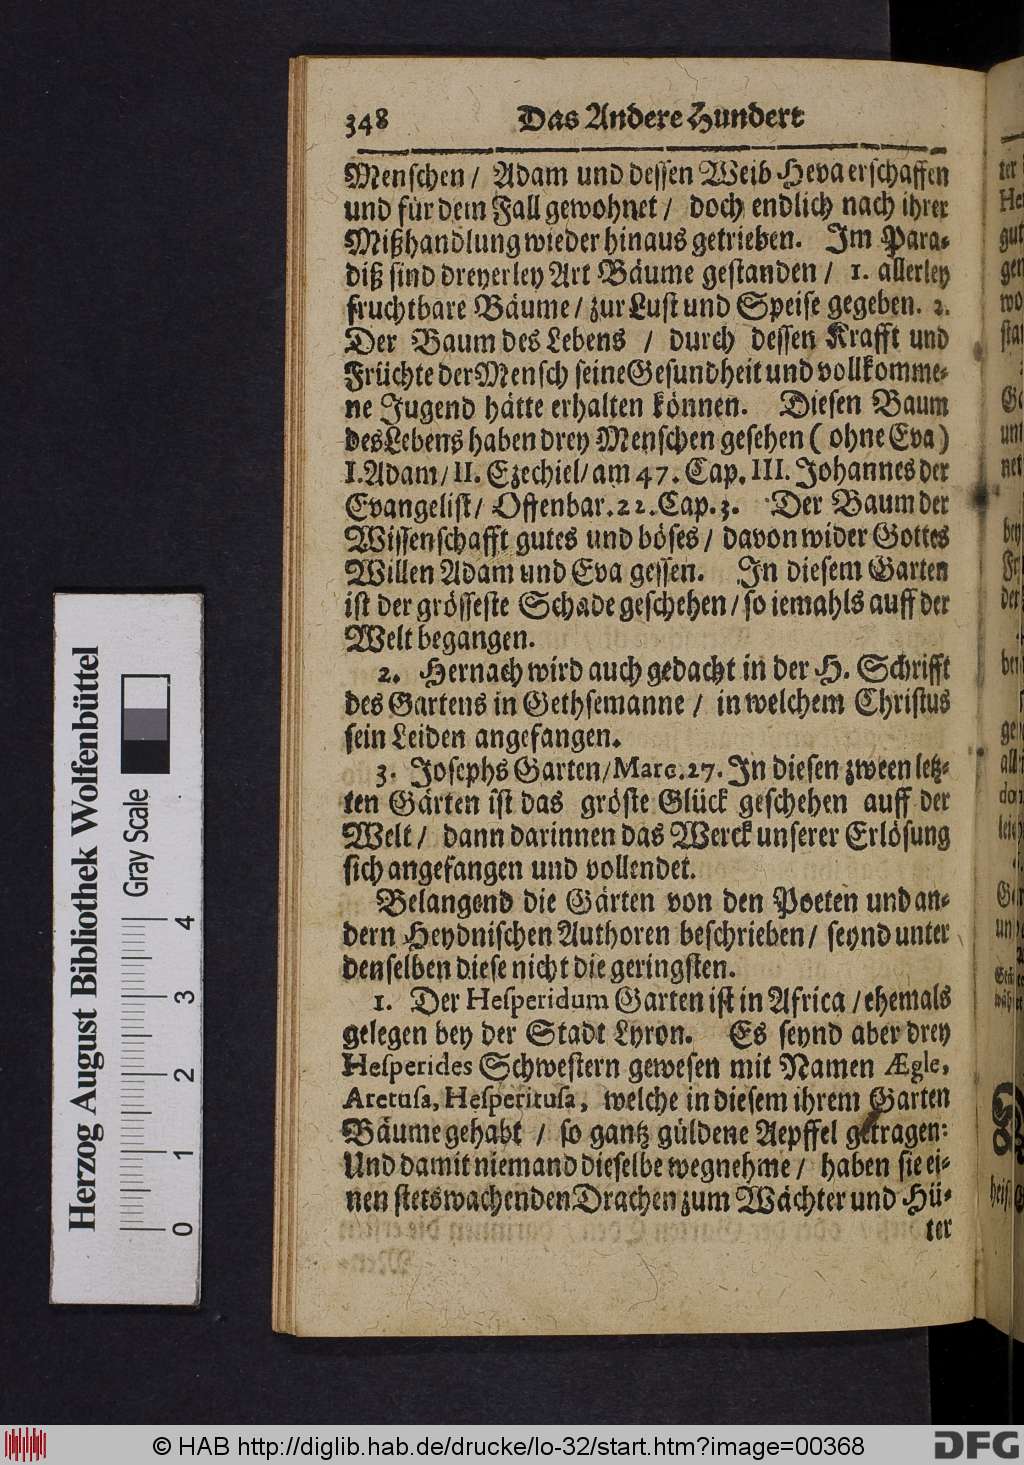 348 Das Andere Hundert
Menschen / Adam und dessen Weib Heva erschaffen
und für dem Fall gewohnet / doch endlich nach ihrer
Mißhandlung wieder hinaus getrieben. Im Para-
diß sind dreyerley Art Bäume gestanden / 1. allerley
fruchtbare Bäume / zur Lust und Speise gegeben. 2.
Der Baum des Lebens / durch dessen Krafft und
Früchte der Mensch seine Gesundheit und vollkomme-
ne Jugend hätte erhalten können. Diesen Baum
des Lebens haben drey Menschen gesehen ( ohne Eva )
I. Adam / II. Ezechiel / am 47. Cap. III. Johannes der
Evangelist / Offenbar. 22. Cap. 3. Der Baum der
Wissenschafft gutes und böses / davon wider Gottes
Willen Adam und Eva gessen. In diesem Garten
ist der grösseste Schade geschehen / so iemahls auff der
Welt begangen.
2. Hernach wird auch gedacht in der H. Schrifft
des Gartens in Gethsemanne / in welchem Christus
sein Leiden angefangen.
3. Josephs Garten / Marc. 27. In diesen zween letz-
ten Gärten ist das gröste Glück geschehen auff der
Welt / dann darinnen das Werck unserer Erlösung
sich angefangen und vollendet.
Belangend die Gärten von den Poeten und an-
dern Heydnischen Authoren beschrieben / seynd unter
denselben diese nicht die geringsten.
1. Der Hesperidum Garten ist in Africa / ehemals
gelegen bey der Stadt Lyron. Es seynd aber drey
Hesperides Schwestern gewesen mit Namen Ægle,
Aretusa, Hesperitusa, welche in diesem ihrem Garten
Bäume gehabt / so gantz güldene Aepffel getragen:
Und damit niemand dieselbe wegnehme / haben sie ei-
nen stetswachenden Drachen zum Wächter und Hü-
ter
Herzog August Bibliothek Wolfenbüttel
Gray Scale
0 1 2 3 4
© HAB http://diglib.hab.de/drucke/lo-32/start.htm?image=00368
DFG